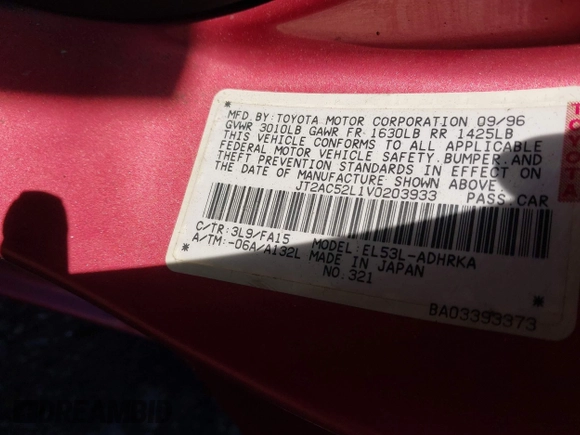 * MFD.BY:TOYOTA MOTOR CORPORATION 09/96
GVWR 3010LB GAWR FR 1630LB RR 1425LB
THIS VEHICLE CONFORMS TO ALL APPLICABLE
FEDERAL MOTOR VEHICLE SAFETY,BUMPER,AND
THEFT PREVENTION STANDARDS IN EFFECT ON
THE DATE OF MANUFACTURE SHOWN ABOVE.
JT2AC52L1V0203933 PASS.CAR
C/TR:3L9/FA15 MODEL:EL53L-ADHRKA
* A/TM:-06A/A132L MADE IN JAPAN
NO.321
BA03393373 *
TOYOTA
DREAMBID